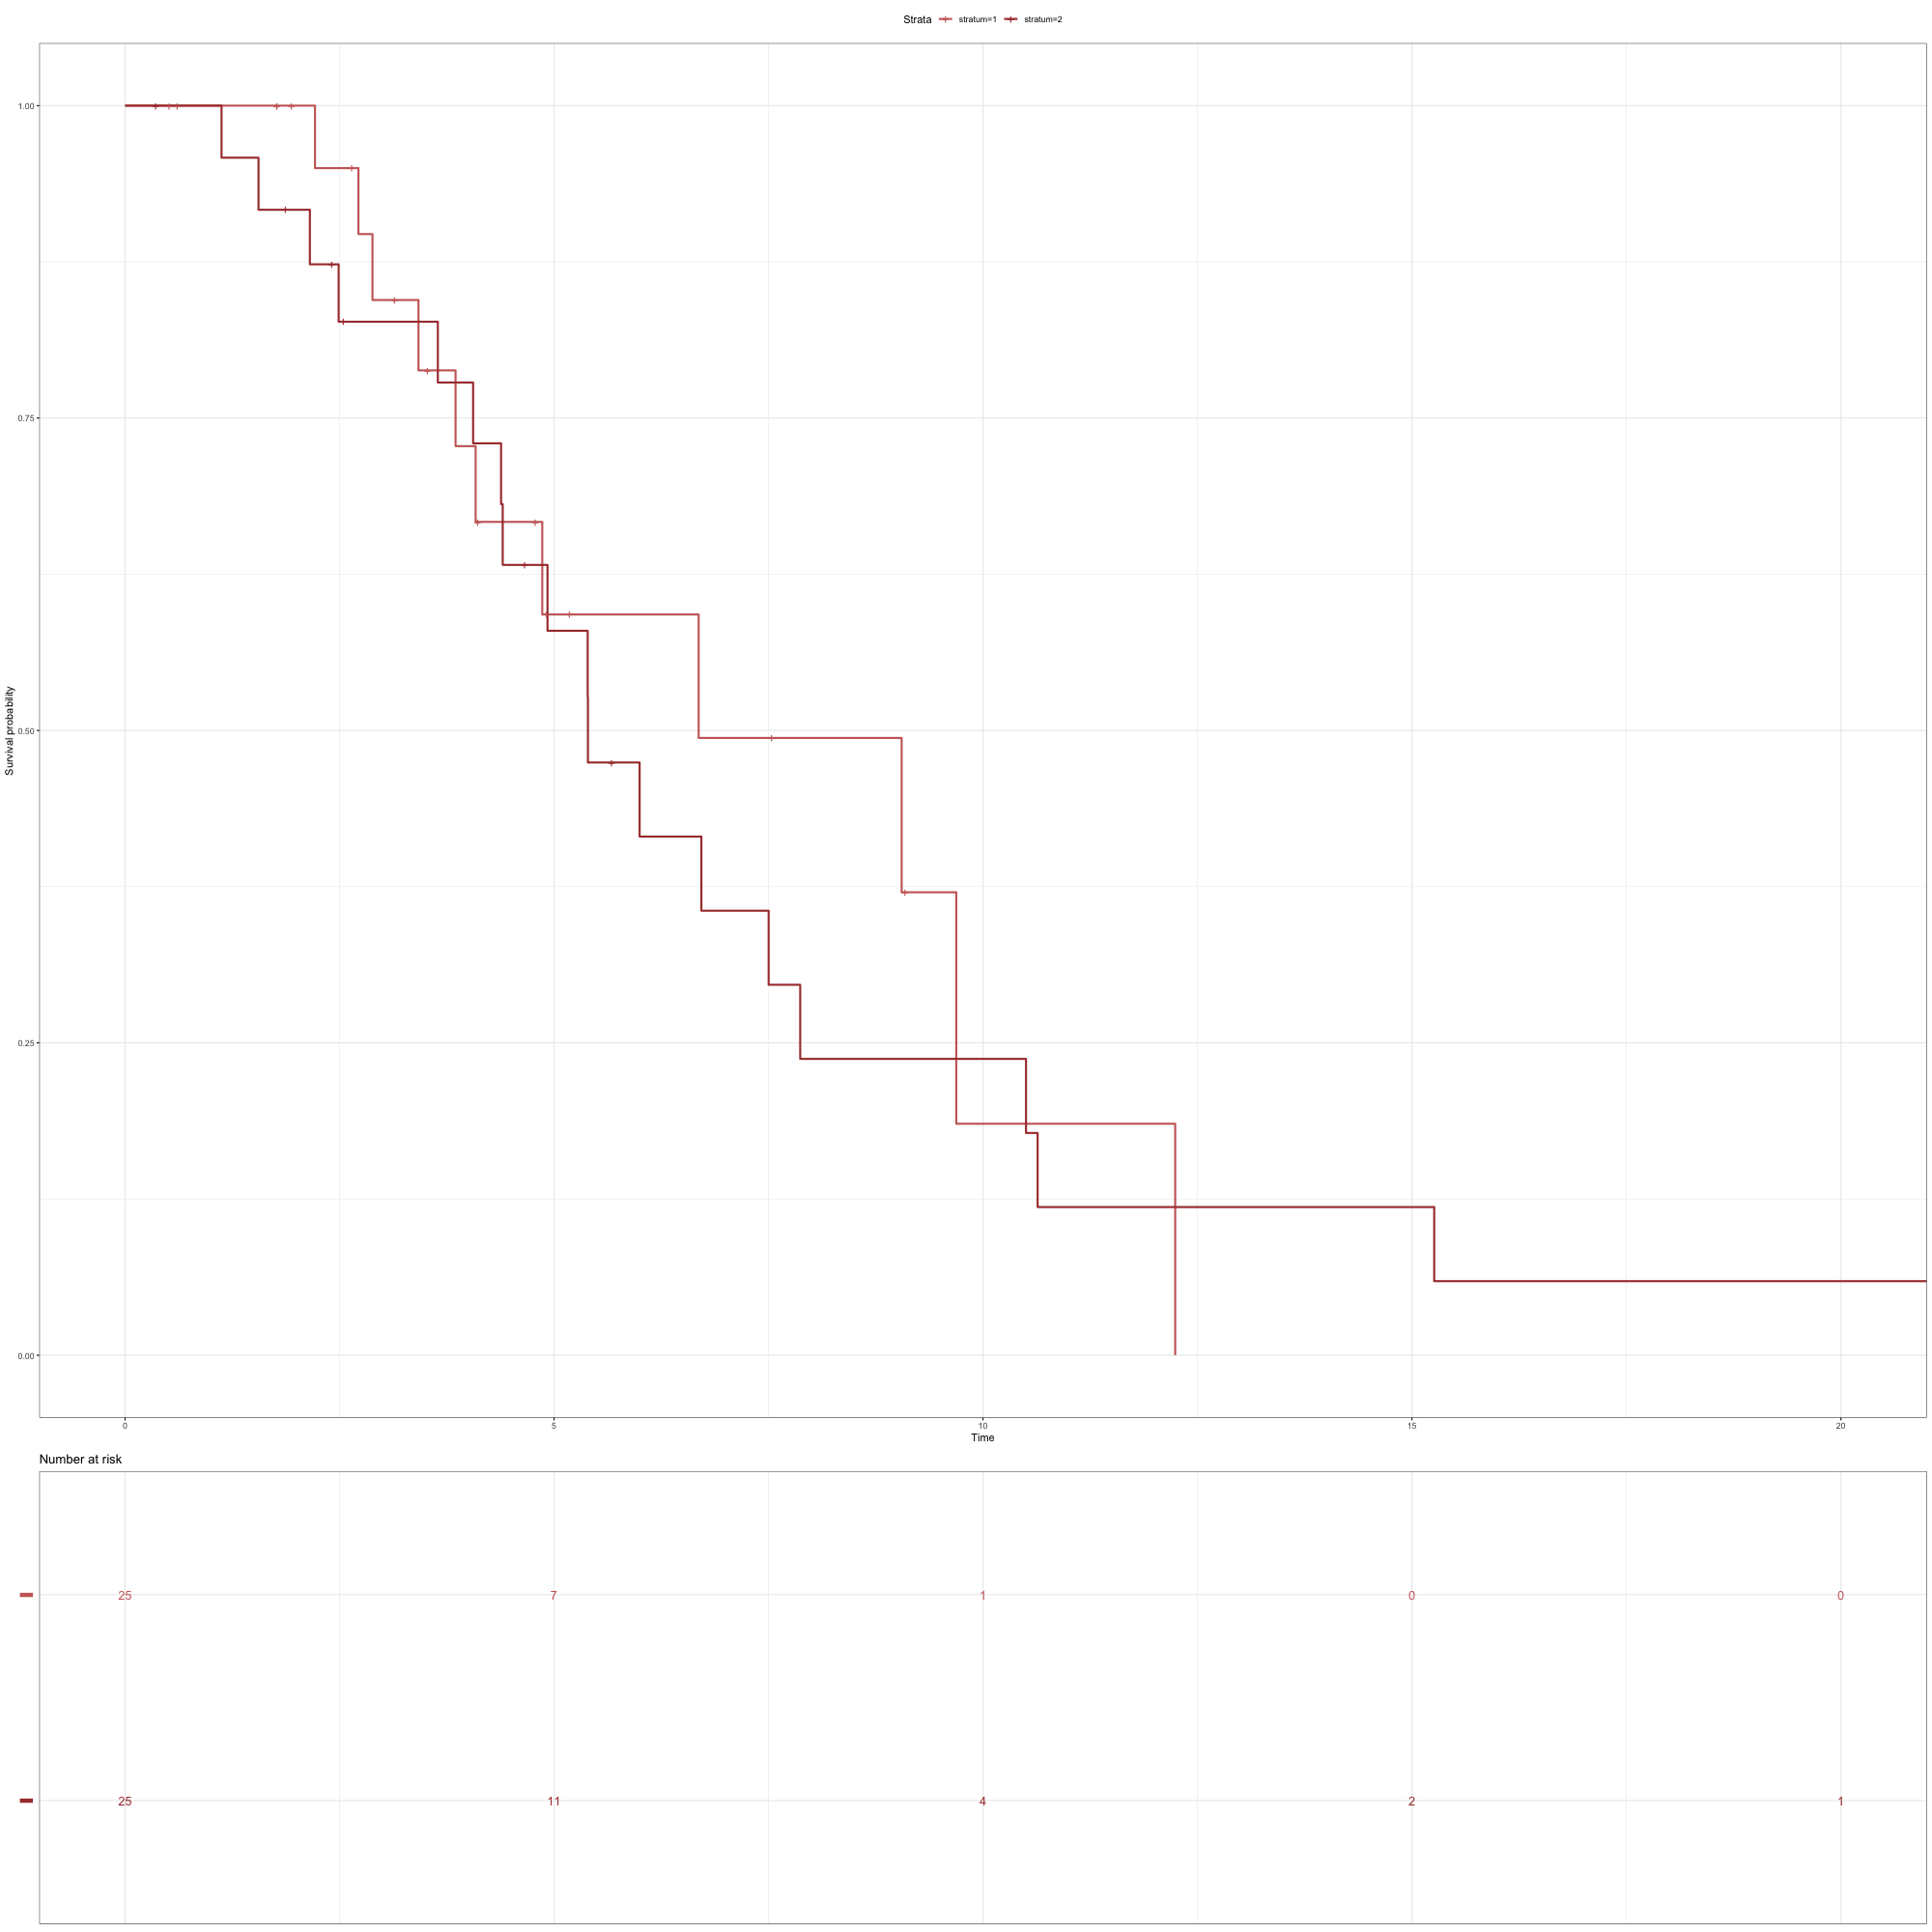 Strata stratum=1 stratum=2
1.00
0.75
0.50
0.25
0.00
Survival probability
0 5 10 15 20
Time
Number at risk
25 7 1 0 0
25 11 4 2 1